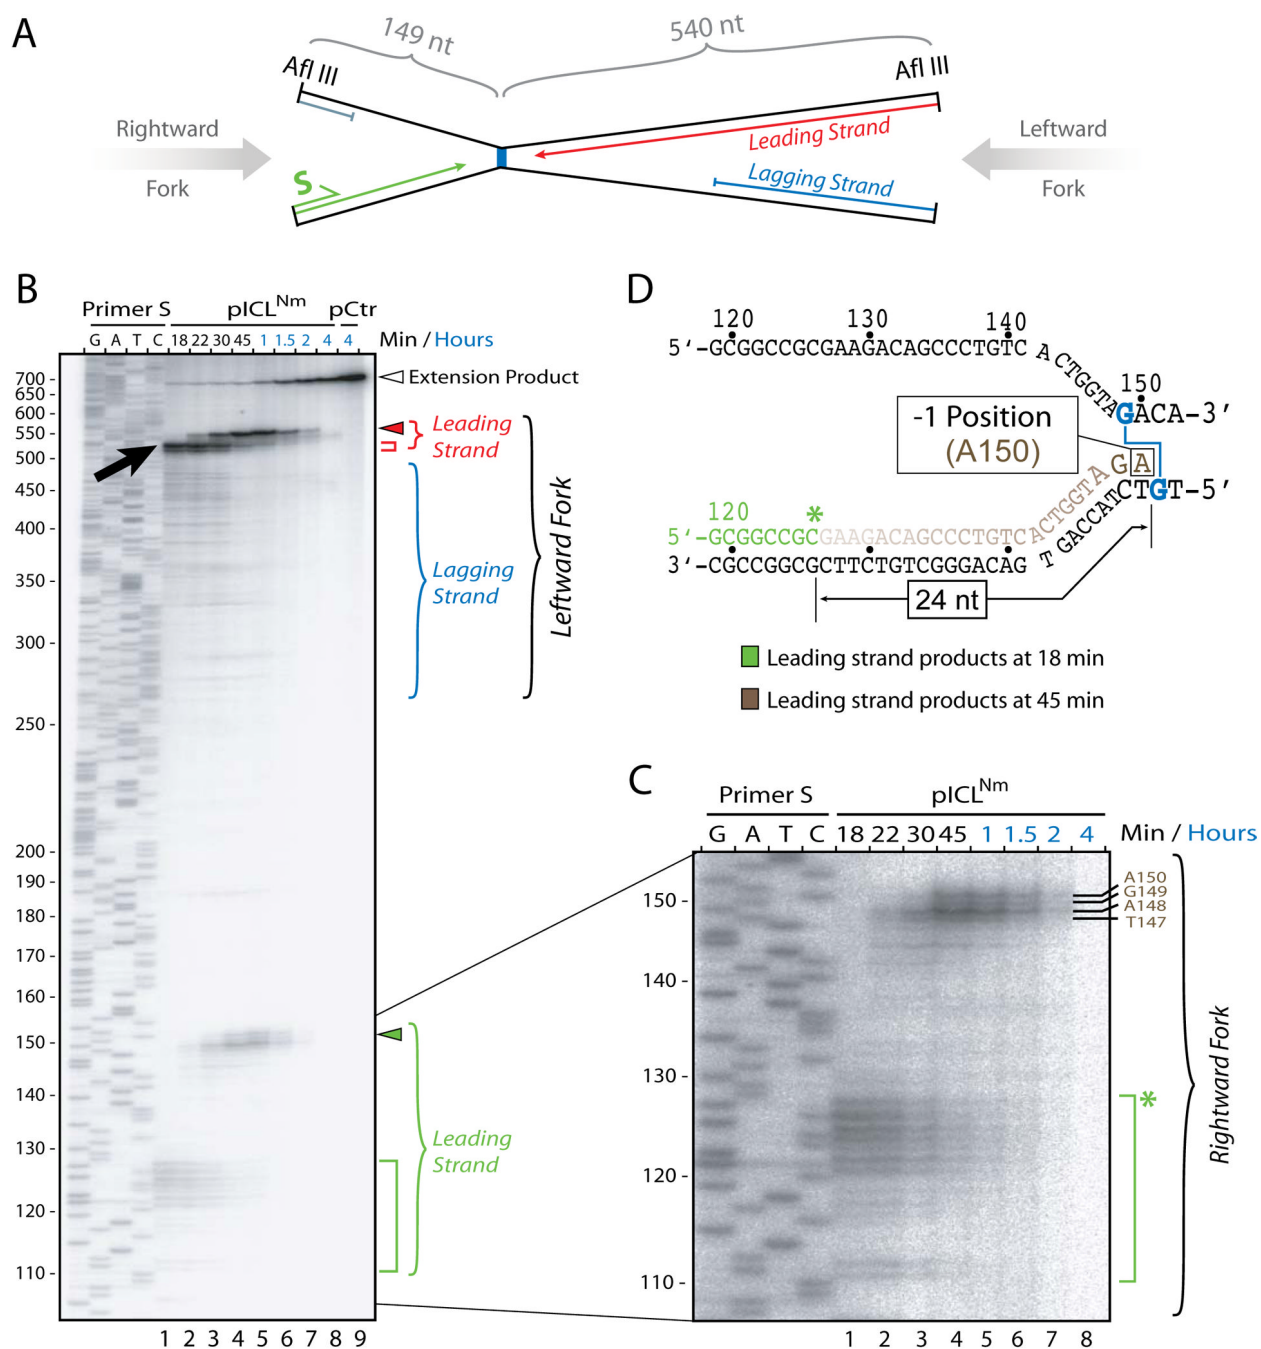 A
149 nt
540 nt
Afl III
Afl III
Rightward
Fork
Leading Strand
Lagging Strand
Leftward
Fork
S
B
Primer S
pICL^Nm
pCtr
G A T C 18 22 30 45 1 1.5 2 4 4 Min / Hours
700 -
650 -
600 -
550 -
500 -
450 -
400 -
350 -
300 -
250 -
200 -
190 -
180 -
170 -
160 -
150 -
140 -
130 -
120 -
110 -
Extension Product
Leading
Strand
Lagging
Strand
Leftward Fork
Leading
Strand
1 2 3 4 5 6 7 8 9
D
120 130 140
5‘-GCGGCCGCGAAGACAGCCCTGTC ACTGGTAGACA-3’
150
-1 Position
(A150)
120 *
5‘-GCGGCCGCGAAGACAGCCCTGTCACTGGTAGA
3‘-CGCCGGCGCTTCTGTCGGGACAG TGACCATCTGT-5’
24 nt
Leading strand products at 18 min
Leading strand products at 45 min
C
Primer S
pICL^Nm
G A T C 18 22 30 45 1 1.5 2 4 Min / Hours
150 -
140 -
130 -
120 -
110 -
A150
G149
A148
T147
*
Rightward Fork
1 2 3 4 5 6 7 8